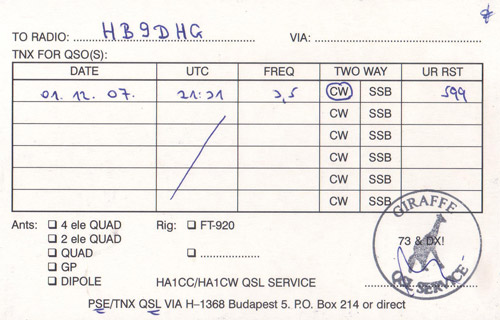 TO RADIO: HB9DHG VIA:
TNX FOR QSO(S):
DATE UTC FREQ TWO WAY UR RST
01. 12. 07. 21:31 3,5 CW SSB 599
CW SSB
CW SSB
CW SSB
CW SSB
CW SSB
Ants: 4 ele QUAD Rig: FT-920
2 ele QUAD
QUAD
GP
DIPOLE
HA1CC/HA1CW QSL SERVICE
GIRAFFE
73 & DX!
QSL SERVICE
PSE/TNX QSL VIA H–1368 Budapest 5. P.O. Box 214 or direct